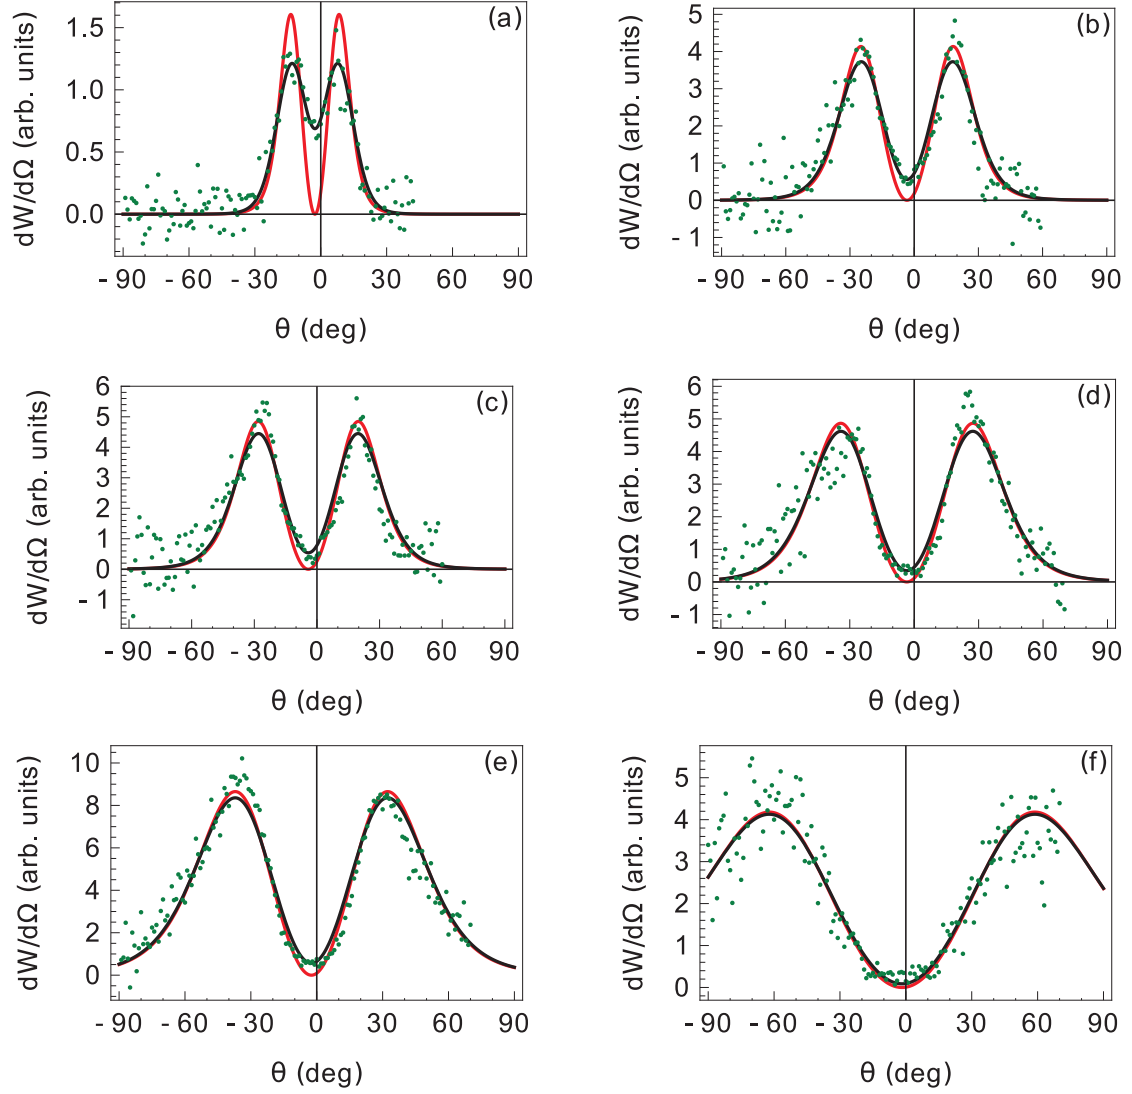 (a)
dW/dΩ (arb. units)
1.5
1.0
0.5
0.0
- 90 - 60 - 30 0 30 60 90
θ (deg)
(b)
dW/dΩ (arb. units)
5
4
3
2
1
0
- 1
- 90 - 60 - 30 0 30 60 90
θ (deg)
(c)
dW/dΩ (arb. units)
6
5
4
3
2
1
0
- 1
- 90 - 60 - 30 0 30 60 90
θ (deg)
(d)
dW/dΩ (arb. units)
6
5
4
3
2
1
0
- 1
- 90 - 60 - 30 0 30 60 90
θ (deg)
(e)
dW/dΩ (arb. units)
10
8
6
4
2
0
- 90 - 60 - 30 0 30 60 90
θ (deg)
(f)
dW/dΩ (arb. units)
5
4
3
2
1
0
- 90 - 60 - 30 0 30 60 90
θ (deg)